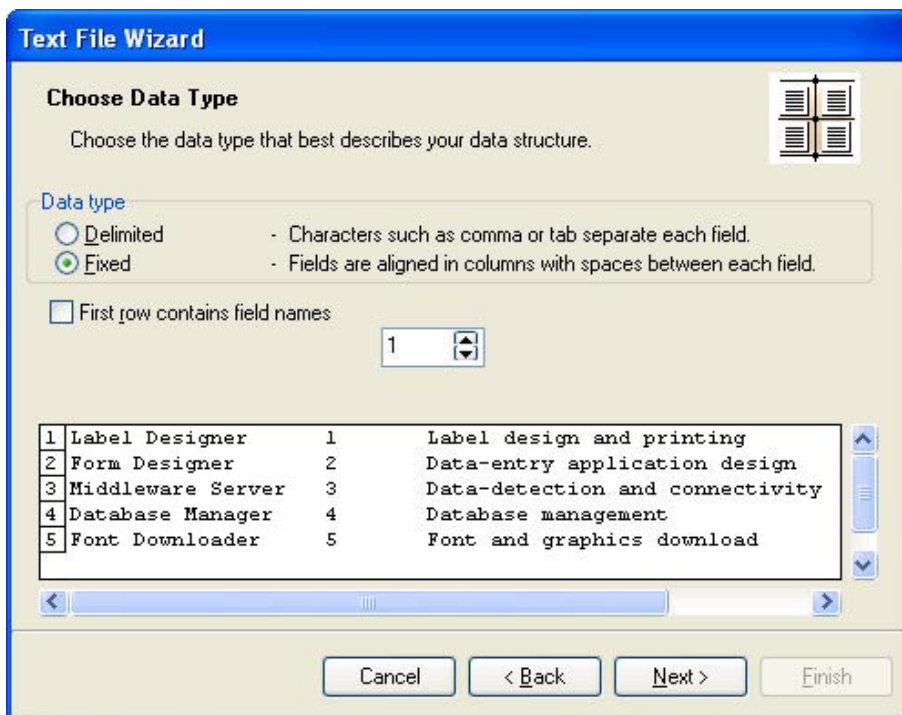 Text File Wizard
Choose Data Type
Choose the data type that best describes your data structure.
Data type
Delimited - Characters such as comma or tab separate each field.
Fixed - Fields are aligned in columns with spaces between each field.
First row contains field names
1
1 Label Designer 1 Label design and printing
2 Form Designer 2 Data-entry application design
3 Middleware Server 3 Data-detection and connectivity
4 Database Manager 4 Database management
5 Font Downloader 5 Font and graphics download
Cancel < Back Next > Finish